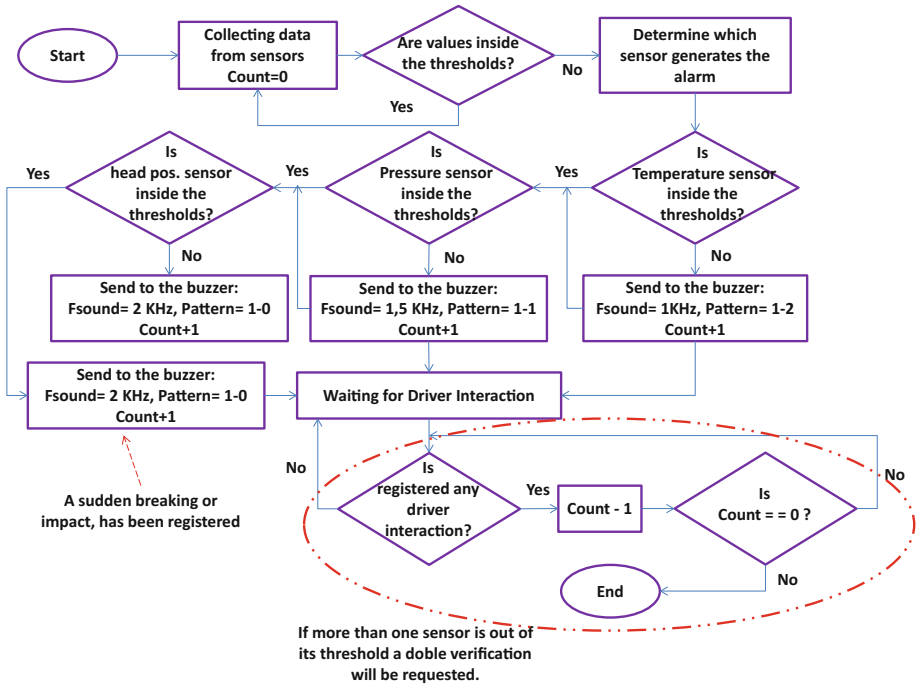 Start
Collecting data
from sensors
Count=0
Are values inside
the thresholds?
No
Yes
Determine which
sensor generates the
alarm
Is
Temperature sensor
inside the
thresholds?
Yes
No
Is
Pressure sensor
inside the
thresholds?
Yes
No
Is
head pos. sensor
inside the
thresholds?
Yes
No
Send to the buzzer:
Fsound= 2 KHz, Pattern= 1-0
Count+1
Send to the buzzer:
Fsound= 1,5 KHz, Pattern= 1-1
Count+1
Send to the buzzer:
Fsound= 1KHz, Pattern= 1-2
Count+1
Send to the buzzer:
Fsound= 2 KHz, Pattern= 1-0
Count+1
Waiting for Driver Interaction
A sudden breaking or
impact, has been registered
No
Is
registered any
driver
interaction?
Yes
Count - 1
Is
Count = = 0 ?
No
No
End
If more than one sensor is out of
its threshold a doble verification
will be requested.